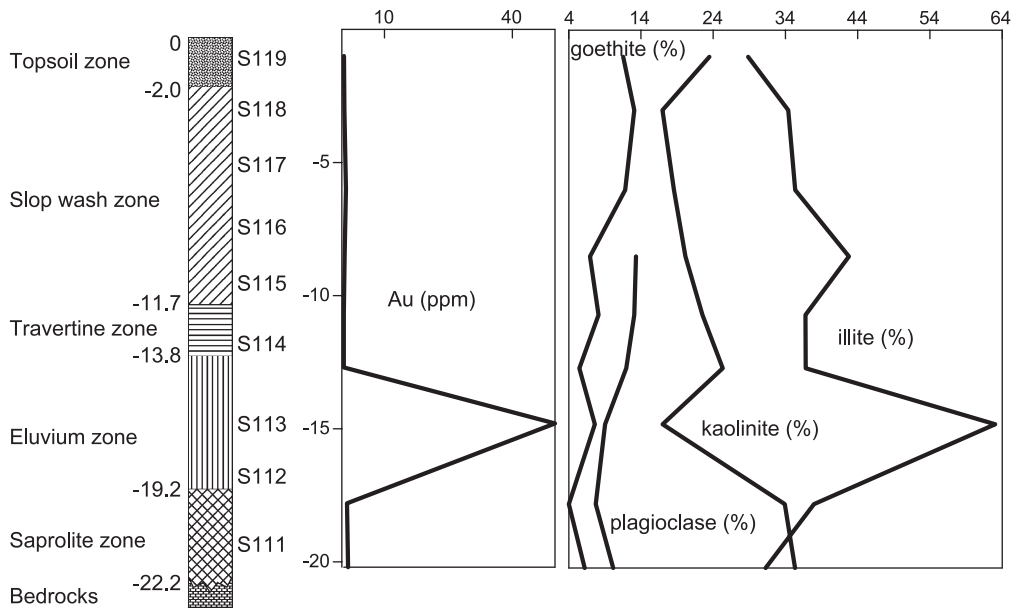 10 40 4 14 24 34 44 54 64
0
goethite (%)
Topsoil zone
S119
-2.0
S118
-5
S117
Slop wash zone
S116
S115
-10
-11.7
Au (ppm)
Travertine zone
illite (%)
S114
-13.8
S113
-15
kaolinite (%)
Eluvium zone
S112
-19.2
plagioclase (%)
Saprolite zone
S111
-20
-22.2
Bedrocks